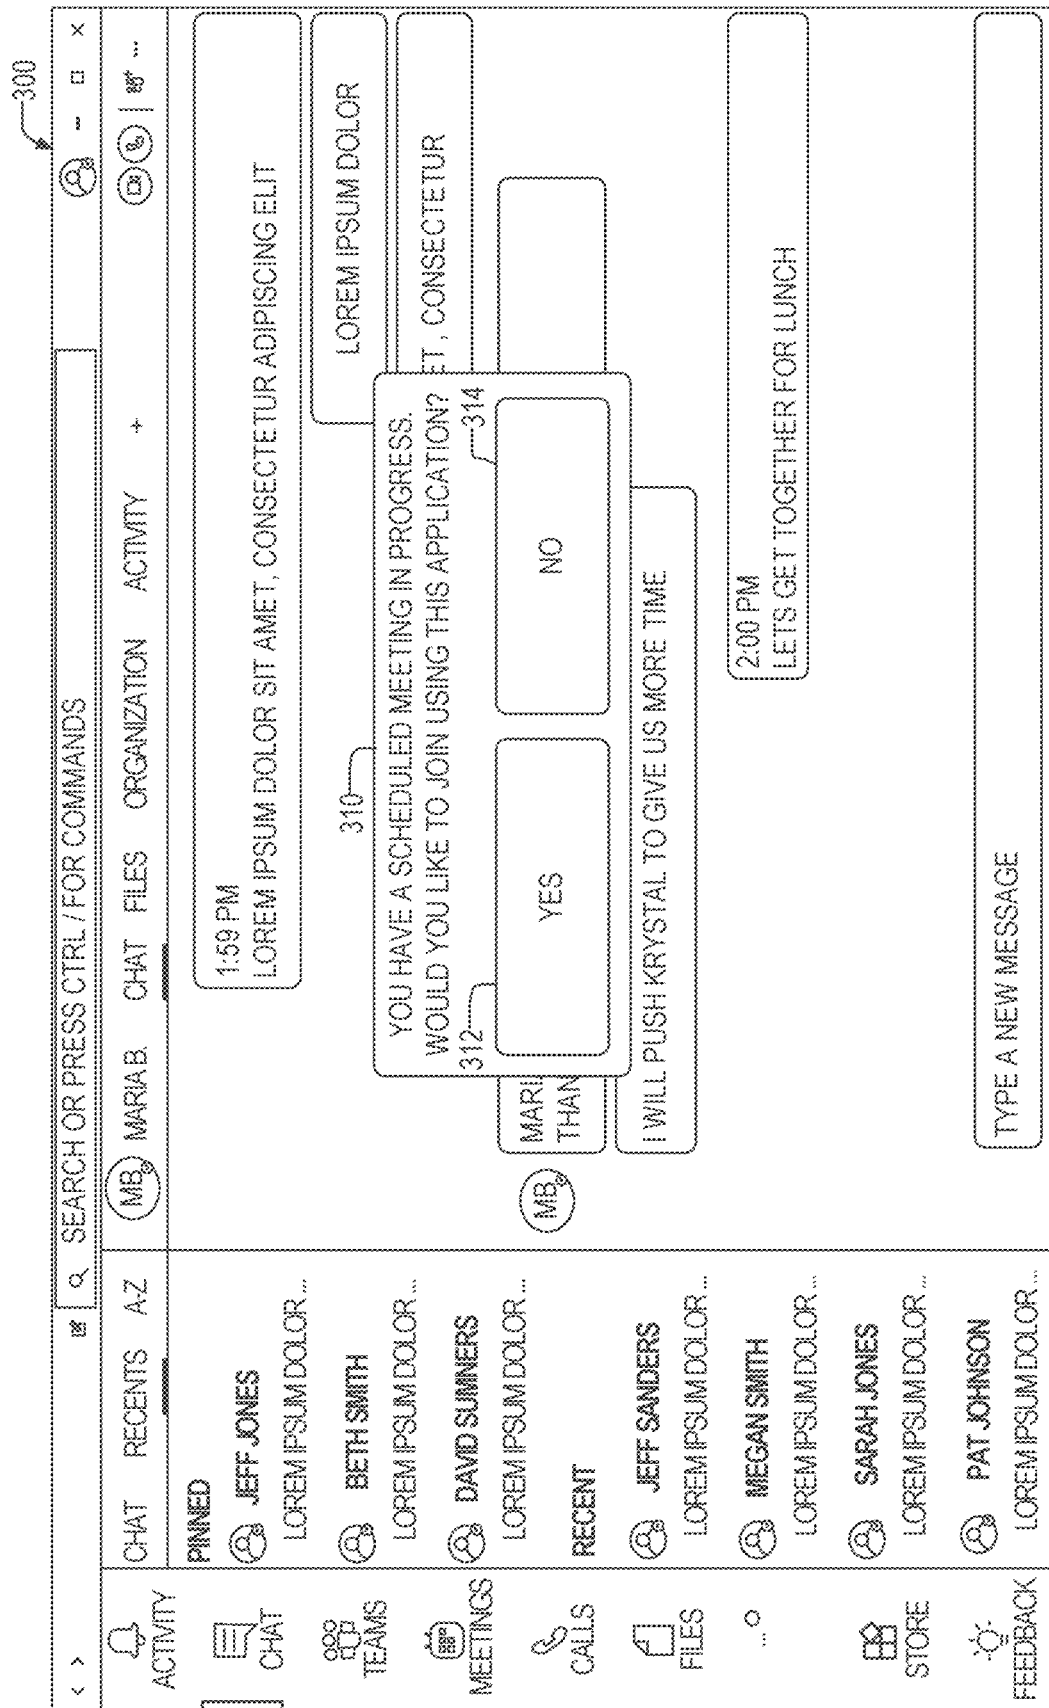 300
< >
SEARCH OR PRESS CTRL / FOR COMMANDS
- □ ×
ACTIVITY
CHAT
TEAMS
MEETINGS
CALLS
FILES
...
STORE
FEEDBACK
CHAT RECENTS A-Z
PINNED
JEFF JONES
LOREM IPSUM DOLOR...
BETH SMITH
LOREM IPSUM DOLOR...
DAVID SUMNERS
LOREM IPSUM DOLOR...
RECENT
JEFF SANDERS
LOREM IPSUM DOLOR...
MEGAN SMITH
LOREM IPSUM DOLOR...
SARAH JONES
LOREM IPSUM DOLOR...
PAT JOHNSON
LOREM IPSUM DOLOR...
MB MARIA B. CHAT FILES ORGANIZATION ACTIVITY +
...
1:59 PM
LOREM IPSUM DOLOR SIT AMET, CONSECTETUR ADIPISCING ELIT
LOREM IPSUM DOLOR
310
YOU HAVE A SCHEDULED MEETING IN PROGRESS.
WOULD YOU LIKE TO JOIN USING THIS APPLICATION?
ET, CONSECTETUR
312
314
YES
NO
MB
MARI
THAN
I WILL PUSH KRYSTAL TO GIVE US MORE TIME
2:00 PM
LETS GET TOGETHER FOR LUNCH
TYPE A NEW MESSAGE